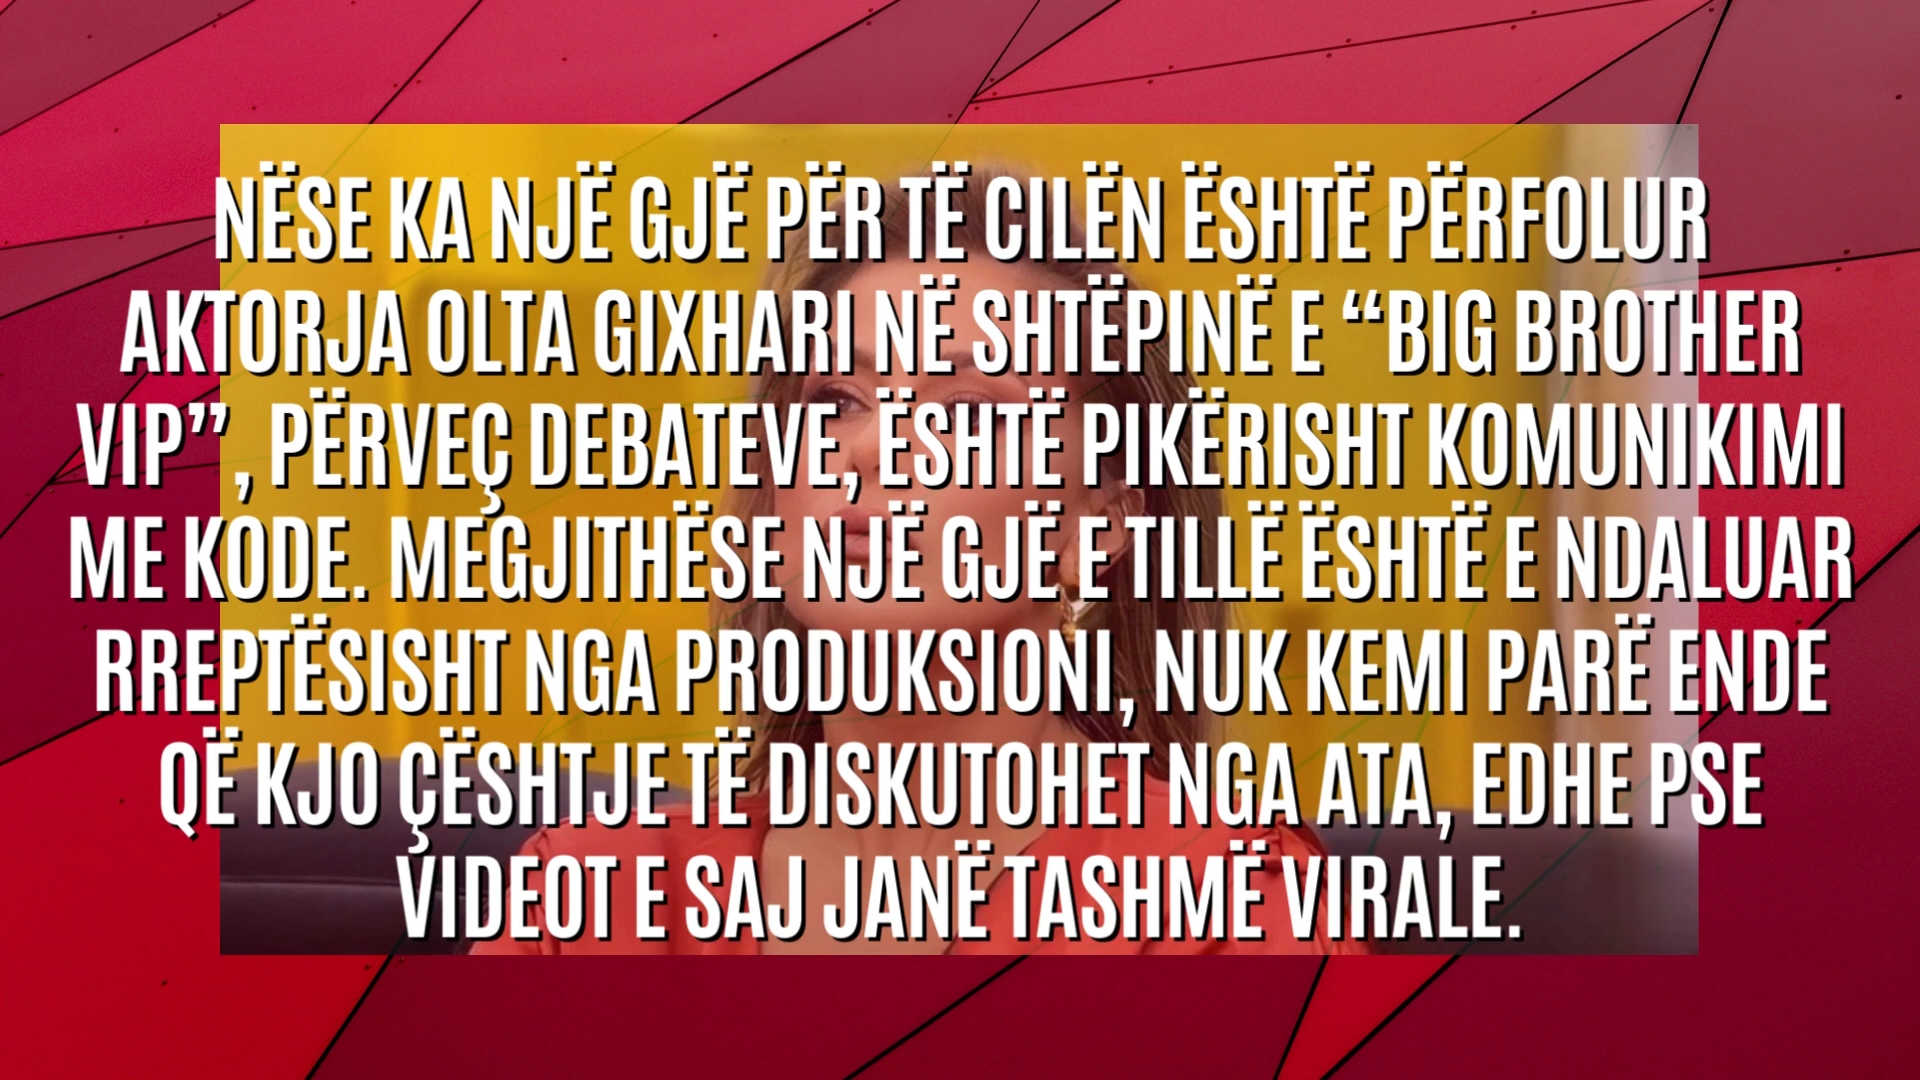 NËSE KA NJË GJË PËR TË CILËN ËSHTË PËRFOLUR
AKTORJA OLTA GIXHARI NË SHTËPINË E “BIG BROTHER
VIP”, PËRVEÇ DEBATEVE, ËSHTË PIKËRISHT KOMUNIKIMI
ME KODE. MEGJITHËSE NJË GJË E TILLË ËSHTË E NDALUAR
RREPTËSISHT NGA PRODUKSIONI, NUK KEMI PARË ENDE
QË KJO ÇËSHTJE TË DISKUTOHET NGA ATA, EDHE PSE
VIDEOT E SAJ JANË TASHMË VIRALE.